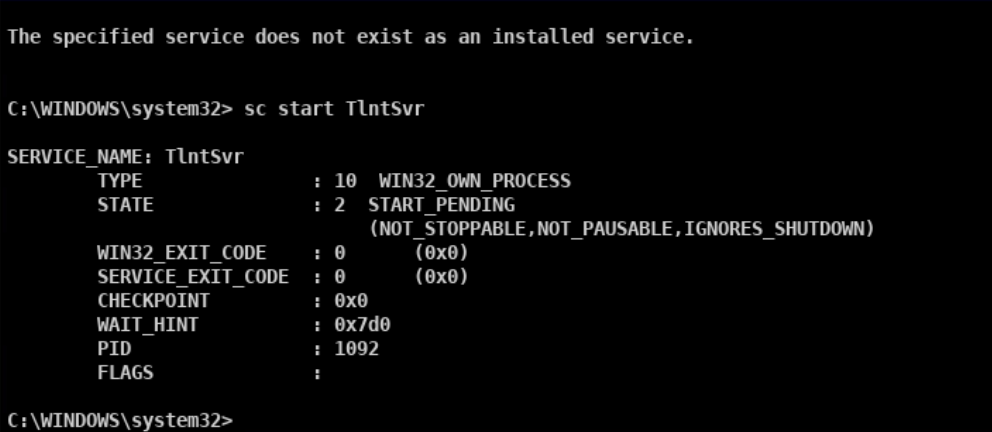 The specified service does not exist as an installed service.
C:\WINDOWS\system32> sc start TlntSvr
SERVICE_NAME: TlntSvr
        TYPE               : 10  WIN32_OWN_PROCESS
        STATE              : 2  START_PENDING
                                (NOT_STOPPABLE,NOT_PAUSABLE,IGNORES_SHUTDOWN)
        WIN32_EXIT_CODE    : 0      (0x0)
        SERVICE_EXIT_CODE  : 0      (0x0)
        CHECKPOINT         : 0x0
        WAIT_HINT          : 0x7d0
        PID                : 1092
        FLAGS              :
C:\WINDOWS\system32>